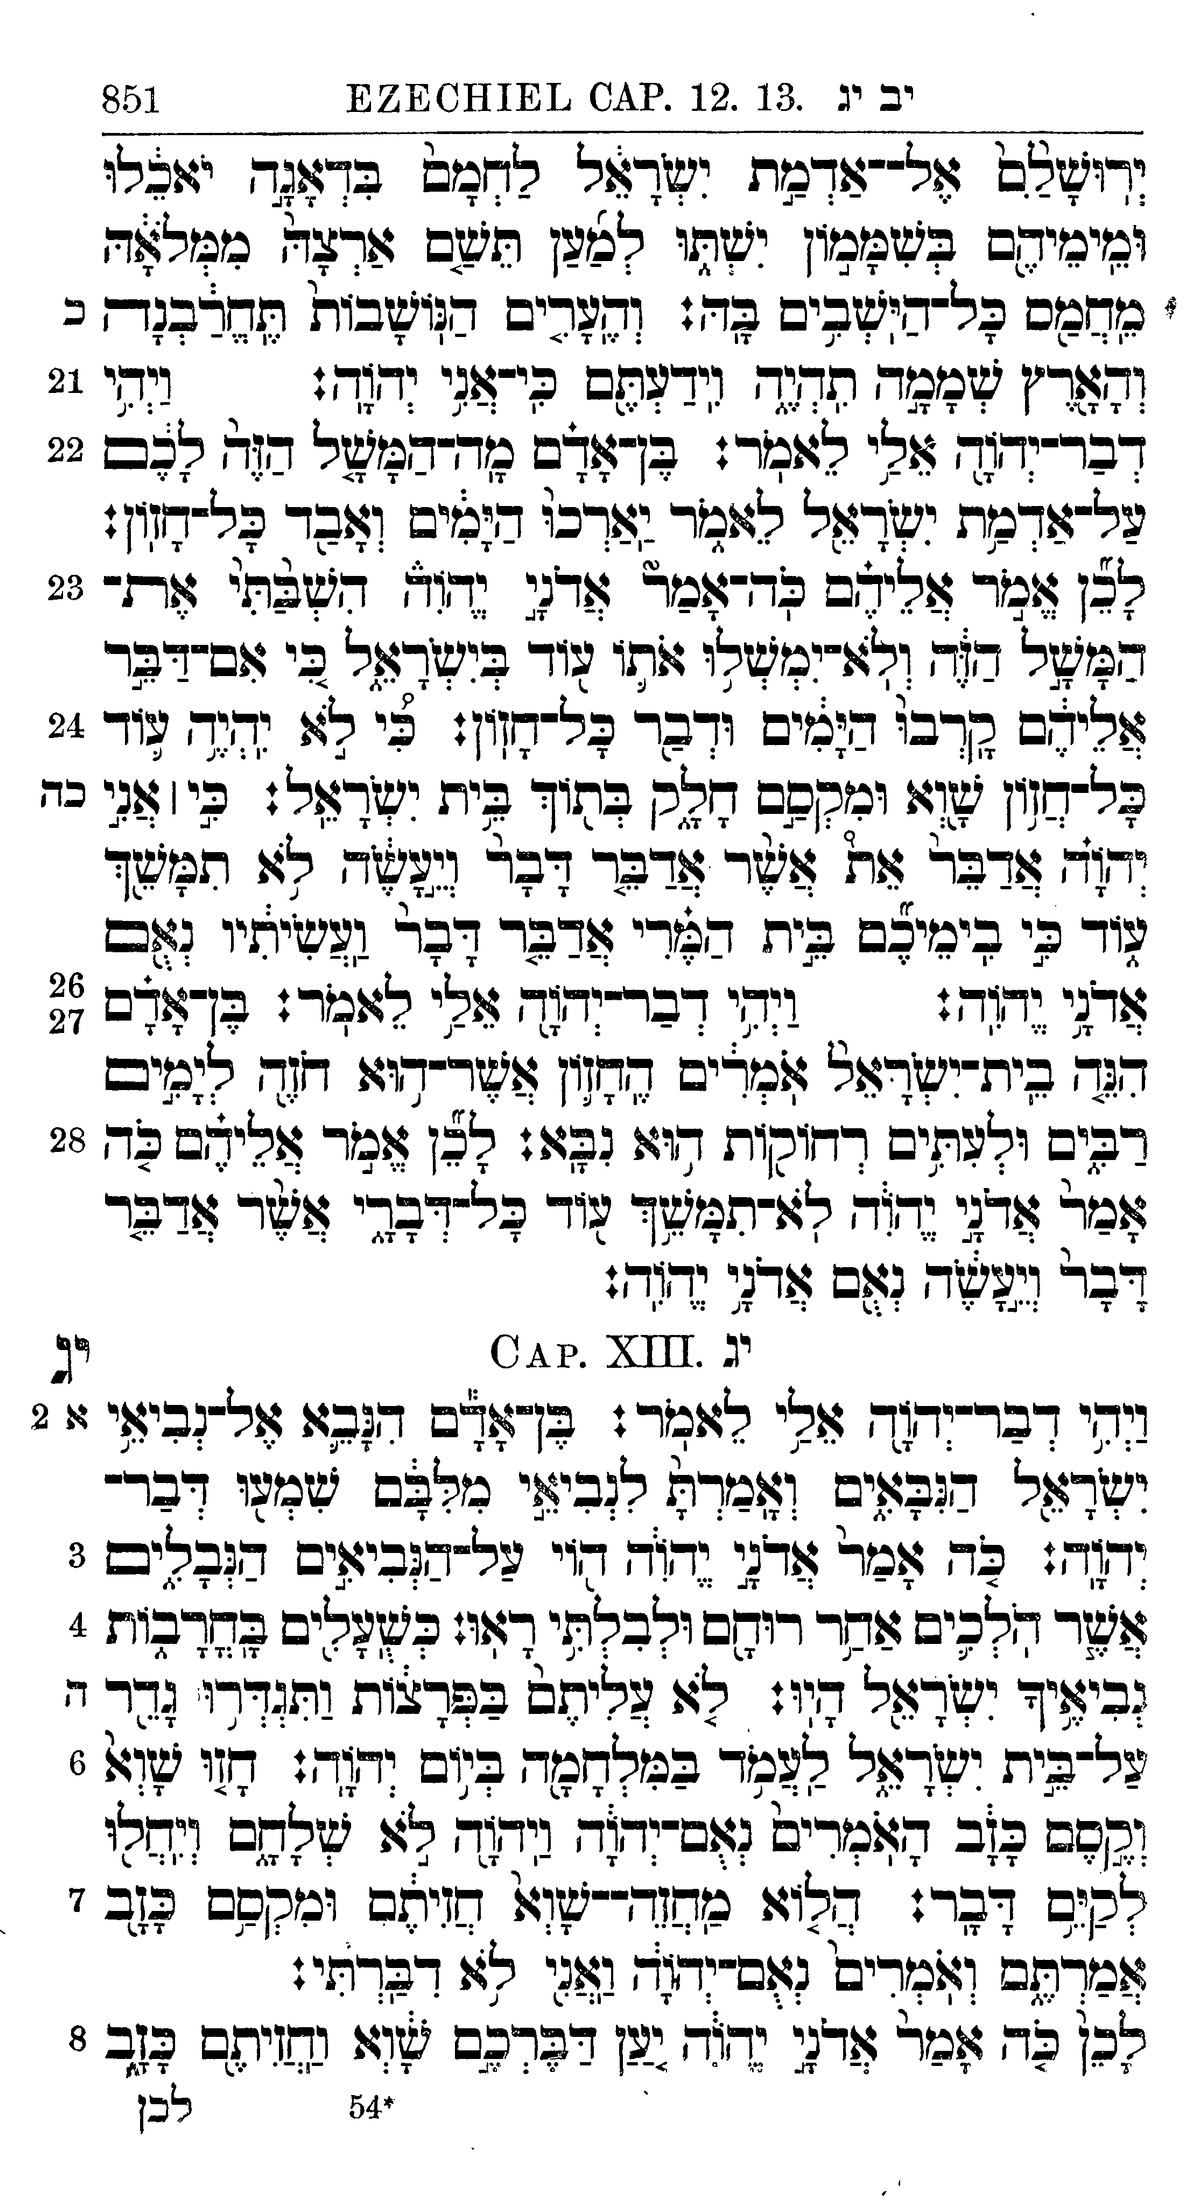 851 EZECHIEL CAP. 12. 13. יב יג
יְרֽוּשָׁלִַ֜ם אֶל־אַדְמַ֣ת יִשְׂרָאֵ֗ל לַחְמָם֙ בִּדְאָגָ֣ה יֹאכֵ֔לוּ
וּמֵֽימֵיהֶ֖ם בְּשִׁמָּמ֣וֹן יִשְׁתּ֑וּ לְמַ֜עַן תֵּשַׁ֤ם אַרְצָהּ֙ מִמְּלֹאָ֔הּ
מֵֽחֲמַ֖ס כָּל־הַיֹּֽשְׁבִ֥ים בָּֽהּ׃ וְהֶֽעָרִ֤ים הַנּֽוֹשָׁבוֹת֙ תֶּֽחֱרַ֔בְנָה כ
וְהָאָ֖רֶץ שְׁמָמָ֣ה תִֽהְיֶ֑ה וִֽידַעְתֶּ֖ם כִּֽי־אֲנִ֥י יְהוָֹֽה׃ וַיְהִ֥י 21
דְבַר־יְהוָֹ֖ה אֵלַ֥י לֵאמֹֽר׃ בֶּן־אָדָ֗ם מָֽה־הַמָּשָׁ֤ל הַזֶּה֙ לָכֶ֔ם 22
עַל־אַדְמַ֥ת יִשְׂרָאֵ֖ל לֵאמֹ֑ר יַֽאַרְכוּ֙ הַיָּמִ֔ים וְאָבַ֖ד כָּל־חָזֽוֹן׃
לָכֵ֞ן אֱמֹ֣ר אֲלֵיהֶ֗ם כֹּֽה־אָמַר֮ אֲדֹנָ֣י יֱהוִֹה֒ הִשְׁבַּ֙תִּי֙ אֶת־ 23
הַמָּשָׁ֣ל הַזֶּ֔ה וְלֹֽא־יִמְשְׁל֥וּ אֹת֛וֹ ע֖וֹד בְּיִשְׂרָאֵ֑ל כִּ֚י אִם־דַּבֵּ֣ר
אֲלֵיהֶ֔ם קָֽרְבוּ֙ הַיָּמִ֔ים וּדְבַ֖ר כָּל־חָזֽוֹן׃ כִּ֠י לֹ֣א יִֽהְיֶ֥ה ע֛וֹד 24
כָּל־חֲז֥וֹן שָׁ֖וְא וּמִקְסַ֣ם חָלָ֑ק בְּת֖וֹךְ בֵּ֥ית יִשְׂרָאֵֽל׃ כִּ֣י ׀ אֲנִ֣י כה
יְהוָֹ֗ה אֲדַבֵּר֙ אֵת֩ אֲשֶׁ֨ר אֲדַבֵּ֤ר דָּבָר֙ וְיֵ֣עָשֶׂ֔ה לֹ֥א תִמָּשֵׁ֖ךְ
ע֑וֹד כִּ֣י בִֽימֵיכֶ֞ם בֵּ֣ית הַמֶּ֗רִי אֲדַבֵּ֤ר דָּבָר֙ וַֽעֲשִׂיתִ֔יו נְאֻ֖ם
אֲדֹנָ֥י יֱהוִֹֽה׃ וַיְהִ֥י דְבַר־יְהוָֹ֖ה אֵלַ֥י לֵאמֹֽר׃ בֶּן־אָדָ֗ם 26 27
הִנֵּ֤ה בֵֽית־יִשְׂרָאֵל֙ אֹֽמְרִ֔ים הֶֽחָז֛וֹן אֲשֶׁר־ה֥וּא חֹזֶ֖ה לְיָמִ֣ים
רַבִּ֑ים וּלְעִתִּ֥ים רְחוֹק֖וֹת ה֥וּא נִבָּֽא׃ לָכֵ֞ן אֱמֹ֣ר אֲלֵיהֶ֗ם כֹּ֤ה 28
אָמַר֙ אֲדֹנָ֣י יֱהוִֹ֔ה לֹֽא־תִמָּשֵׁ֥ךְ ע֖וֹד כָּל־דְּבָרָ֑י אֲשֶׁ֨ר אֲדַבֵּ֤ר
דָּבָר֙ וְיֵ֣עָשֶׂ֔ה נְאֻ֖ם אֲדֹנָ֥י יֱהוִֹֽה׃
CAP. XIII. יג יג
וַיְהִ֥י דְבַר־יְהוָֹ֖ה אֵלַ֥י לֵאמֹֽר׃ בֶּן־אָדָ֕ם הִנָּבֵ֛א אֶל־נְבִיאֵ֥י א 2
יִשְׂרָאֵ֖ל הַנִּבָּאִ֑ים וְאָֽמַרְתָּ֙ לִנְבִיאֵ֣י מִלִּבָּ֔ם שִׁמְע֖וּ דְּבַר־
יְהוָֹֽה׃ כֹּ֤ה אָמַר֙ אֲדֹנָ֣י יֱהוִֹ֔ה ה֖וֹי עַל־הַנְּבִיאִ֣ים הַנְּבָלִ֑ים 3
אֲשֶׁ֥ר הֹֽלְכִ֛ים אַחַ֥ר רוּחָ֖ם וּלְבִלְתִּ֥י רָאֽוּ׃ כְּשֻֽׁעָלִ֖ים בָּֽחֳרָב֑וֹת 4
נְבִיאֶ֥יךָ יִשְׂרָאֵ֖ל הָיֽוּ׃ לֹ֤א עֲלִיתֶם֙ בַּפְּרָצ֔וֹת וַתִּגְדְּר֥וּ גָדֵ֖ר ה
עַל־בֵּ֣ית יִשְׂרָאֵ֑ל לַֽעֲמֹ֥ד בַּמִּלְחָמָ֖ה בְּי֥וֹם יְהוָֹֽה׃ חָ֤זוּ שָׁוְא֙ 6
וְקֶ֣סֶם כָּזָ֔ב הָאֹֽמְרִים֙ נְאֻם־יְהוָֹ֔ה וַֽיהוָֹ֖ה לֹ֣א שְׁלָחָ֑ם וְיִֽחֲל֖וּ
לְקַיֵּ֥ם דָּבָֽר׃ הֲל֤וֹא מַֽחֲזֵה־שָׁוְא֙ חֲזִיתֶ֔ם וּמִקְסַ֥ם כָּזָ֖ב 7
אֲמַרְתֶּ֑ם וְאֹֽמְרִים֙ נְאֻם־יְהוָֹ֔ה וַֽאֲנִ֖י לֹ֥א דִבַּֽרְתִּי׃
לָכֵ֗ן כֹּ֤ה אָמַר֙ אֲדֹנָ֣י יֱהוִֹ֔ה יַ֚עַן דַּבֶּרְכֶ֣ם שָׁ֔וְא וַֽחֲזִיתֶ֖ם כָּזָ֑ב 8
54* לכן